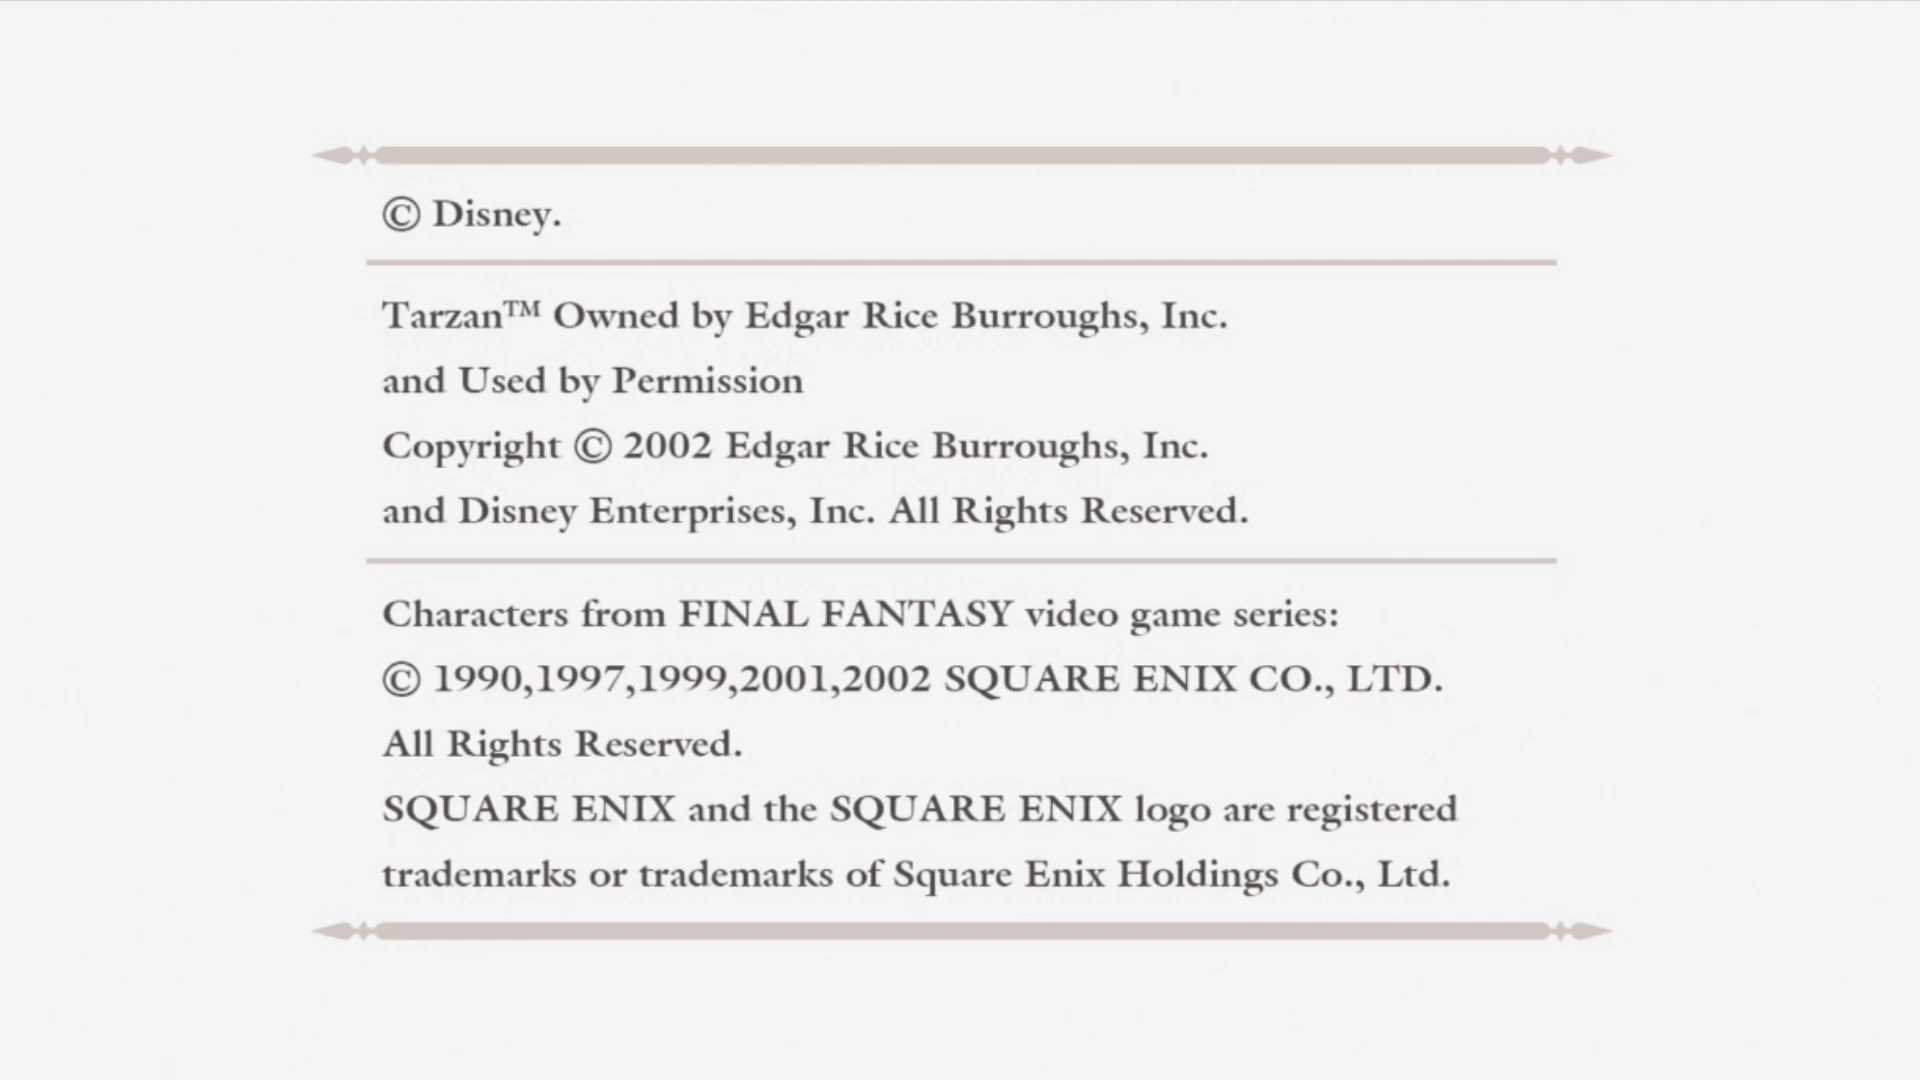 © Disney.
Tarzan™ Owned by Edgar Rice Burroughs, Inc.
and Used by Permission
Copyright © 2002 Edgar Rice Burroughs, Inc.
and Disney Enterprises, Inc. All Rights Reserved.
Characters from FINAL FANTASY video game series:
© 1990,1997,1999,2001,2002 SQUARE ENIX CO., LTD.
All Rights Reserved.
SQUARE ENIX and the SQUARE ENIX logo are registered
trademarks or trademarks of Square Enix Holdings Co., Ltd.